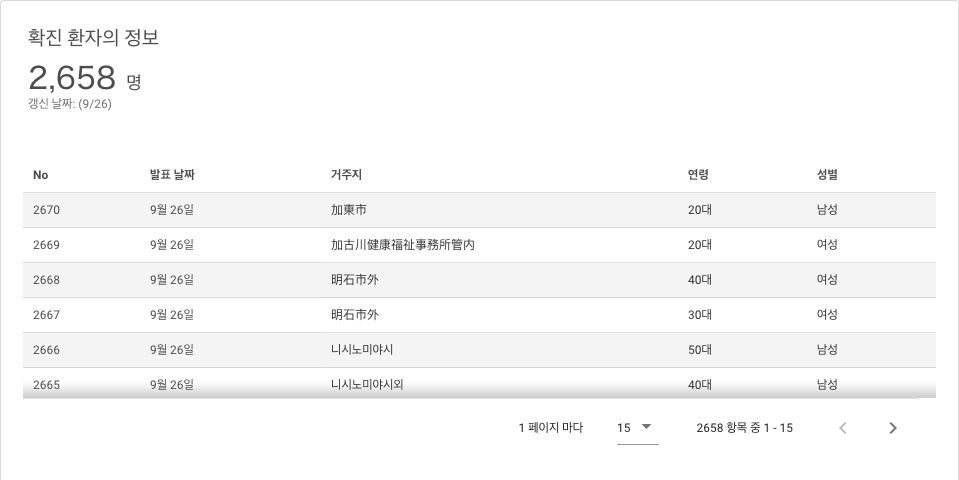 확진 환자의 정보
2,658 명
갱신 날짜: (9/26)
No 발표 날짜 거주지 연령 성별
2670 9월 26일 加東市 20대 남성
2669 9월 26일 加古川健康福祉事務所管内 20대 여성
2668 9월 26일 明石市外 40대 여성
2667 9월 26일 明石市外 30대 여성
2666 9월 26일 니시노미야시 50대 남성
2665 9월 26일 니시노미야시외 40대 남성
1 페이지 마다 15 2658 항목 중 1 - 15